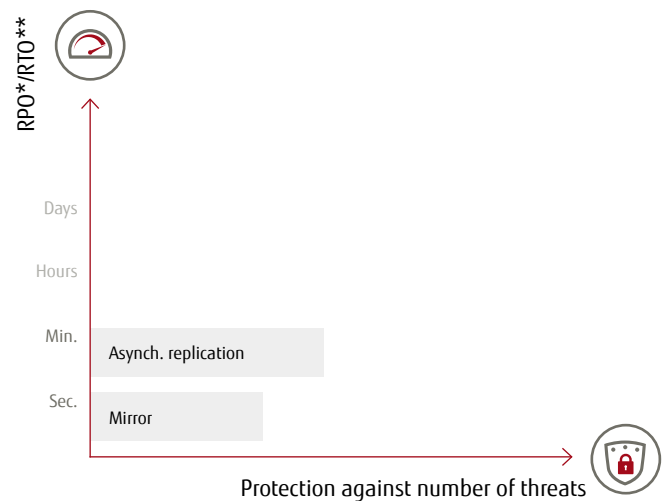 RPO*/RTO**
Days
Hours
Min.
Asynch. replication
Sec.
Mirror
Protection against number of threats